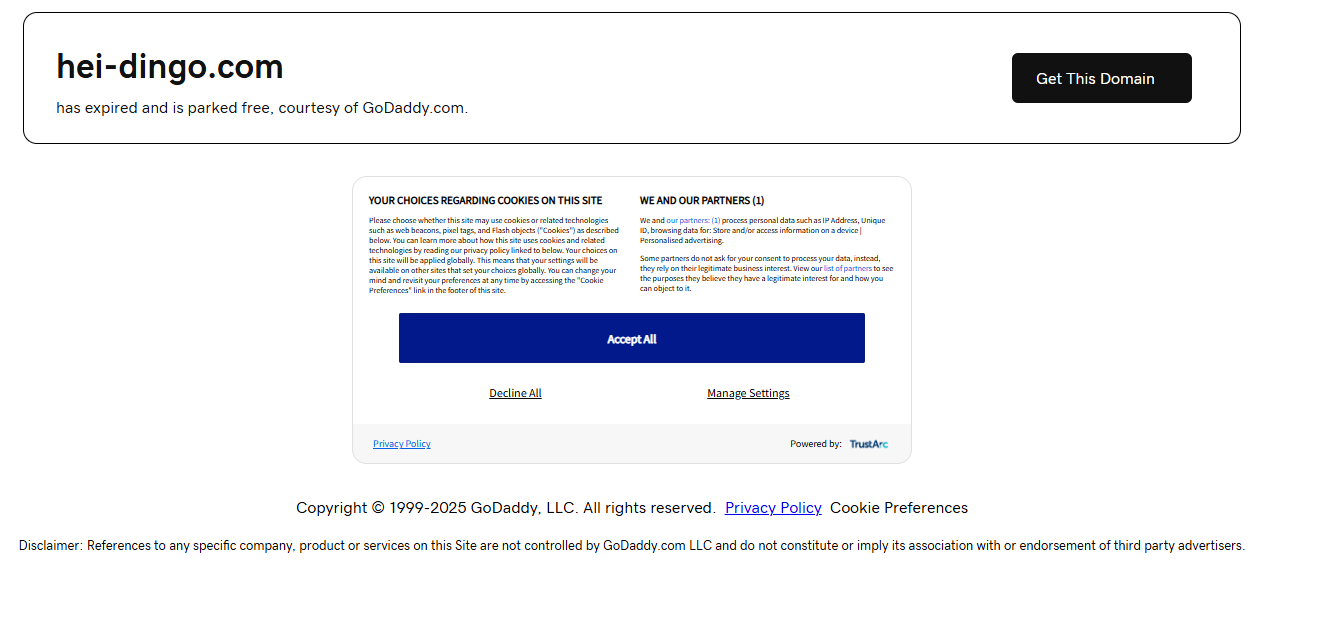 hei-dingo.com
has expired and is parked free, courtesy of GoDaddy.com.
Get This Domain
YOUR CHOICES REGARDING COOKIES ON THIS SITE
Please choose whether this site may use cookies or related technologies
such as web beacons, pixel tags, and Flash objects ("Cookies") as described
below. You can learn more about how this site uses cookies and related
technologies by reading our privacy policy linked to below. Your choices on
this site will be applied globally. This means that your settings will be
available on other sites that set your choices globally. You can change your
mind and revisit your preferences at any time by accessing the "Cookie
Preferences" link in the footer of this site.
WE AND OUR PARTNERS (1)
We and our partners: (1) process personal data such as IP Address, Unique
ID, browsing data for: Store and/or access information on a device |
Personalised advertising.
Some partners do not ask for your consent to process your data, instead,
they rely on their legitimate business interest. View our list of partners to see
the purposes they believe they have a legitimate interest for and how you
can object to it.
Accept All
Decline All
Manage Settings
Privacy Policy
Powered by: TrustArc
Copyright © 1999-2025 GoDaddy, LLC. All rights reserved. Privacy Policy Cookie Preferences
Disclaimer: References to any specific company, product or services on this Site are not controlled by GoDaddy.com LLC and do not constitute or imply its association with or endorsement of third party advertisers.